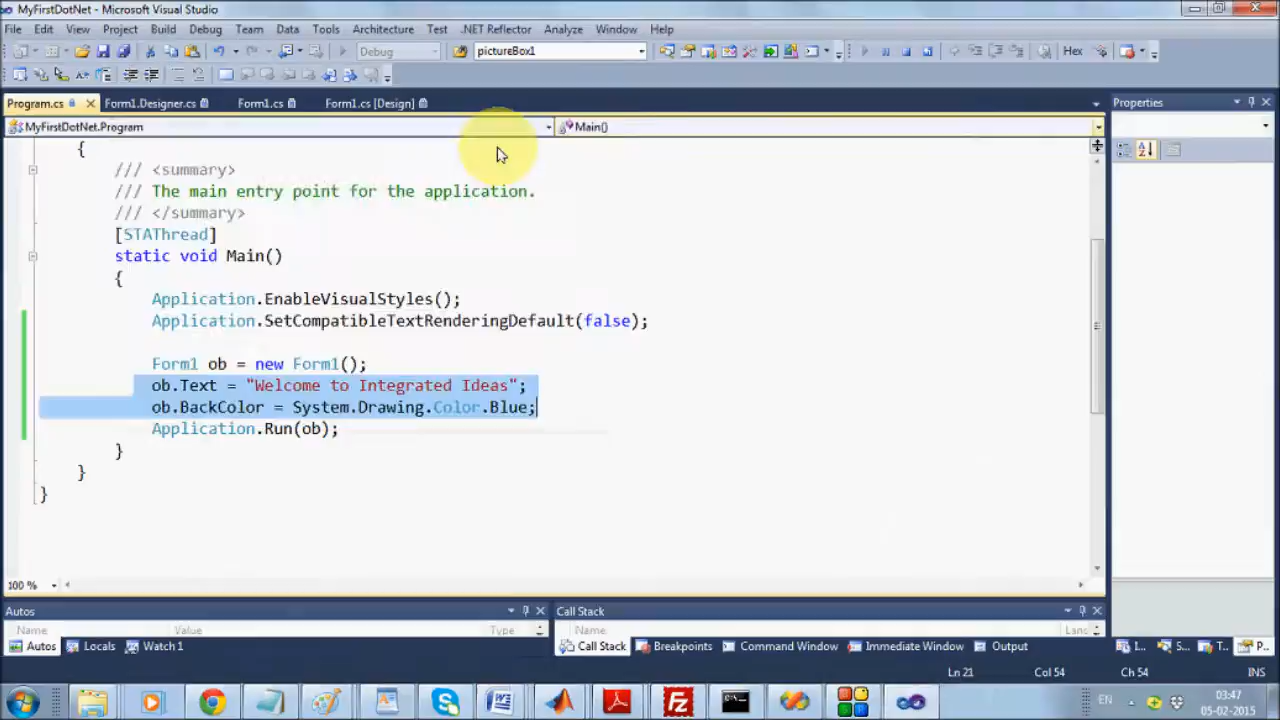 MyFirstDotNet - Microsoft Visual Studio
File Edit View Project Build Debug Team Data Tools Architecture Test .NET Reflector Analyze Window Help
Debug pictureBox1 Hex
Program.cs Form1.Designer.cs Form1.cs Form1.cs [Design] Properties
MyFirstDotNet.Program Main()
{
/// <summary>
/// The main entry point for the application.
/// </summary>
[STAThread]
static void Main()
{
Application.EnableVisualStyles();
Application.SetCompatibleTextRenderingDefault(false);
Form1 ob = new Form1();
ob.Text = "Welcome to Integrated Ideas";
ob.BackColor = System.Drawing.Color.Blue;
Application.Run(ob);
}
}
}
100 %
Autos Call Stack
Name Value Type Name Lang
Autos Locals Watch 1 Call Stack Breakpoints Command Window Immediate Window Output L... S... T... P...
Ln 21 Col 54 Ch 54 INS
EN 03:47
05-02-2015